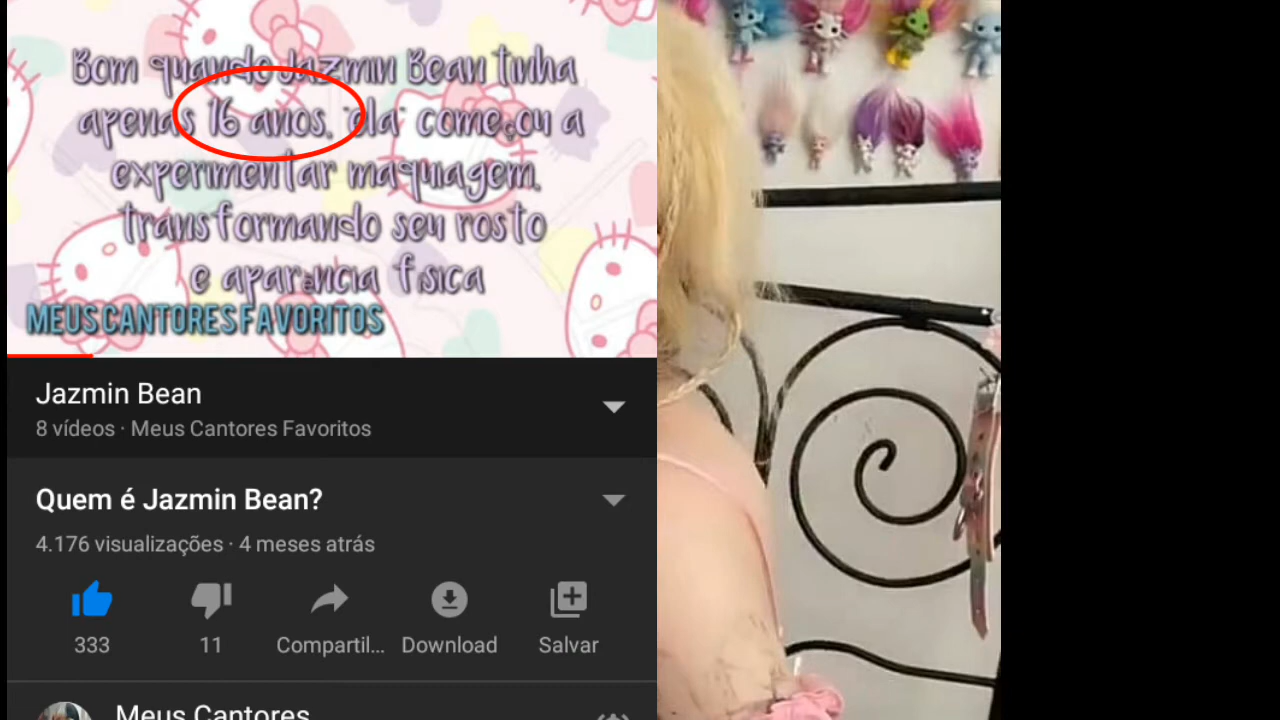 Bom quando Jazmin Bean tinha
apenas 16 anos, "ela" começou a
experimentar maquiagem,
transformando seu rosto
e aparência física
MEUS CANTORES FAVORITOS
Jazmin Bean
8 vídeos · Meus Cantores Favoritos
Quem é Jazmin Bean?
4.176 visualizações · 4 meses atrás
333
11
Compartil...
Download
Salvar
Meus Cantores